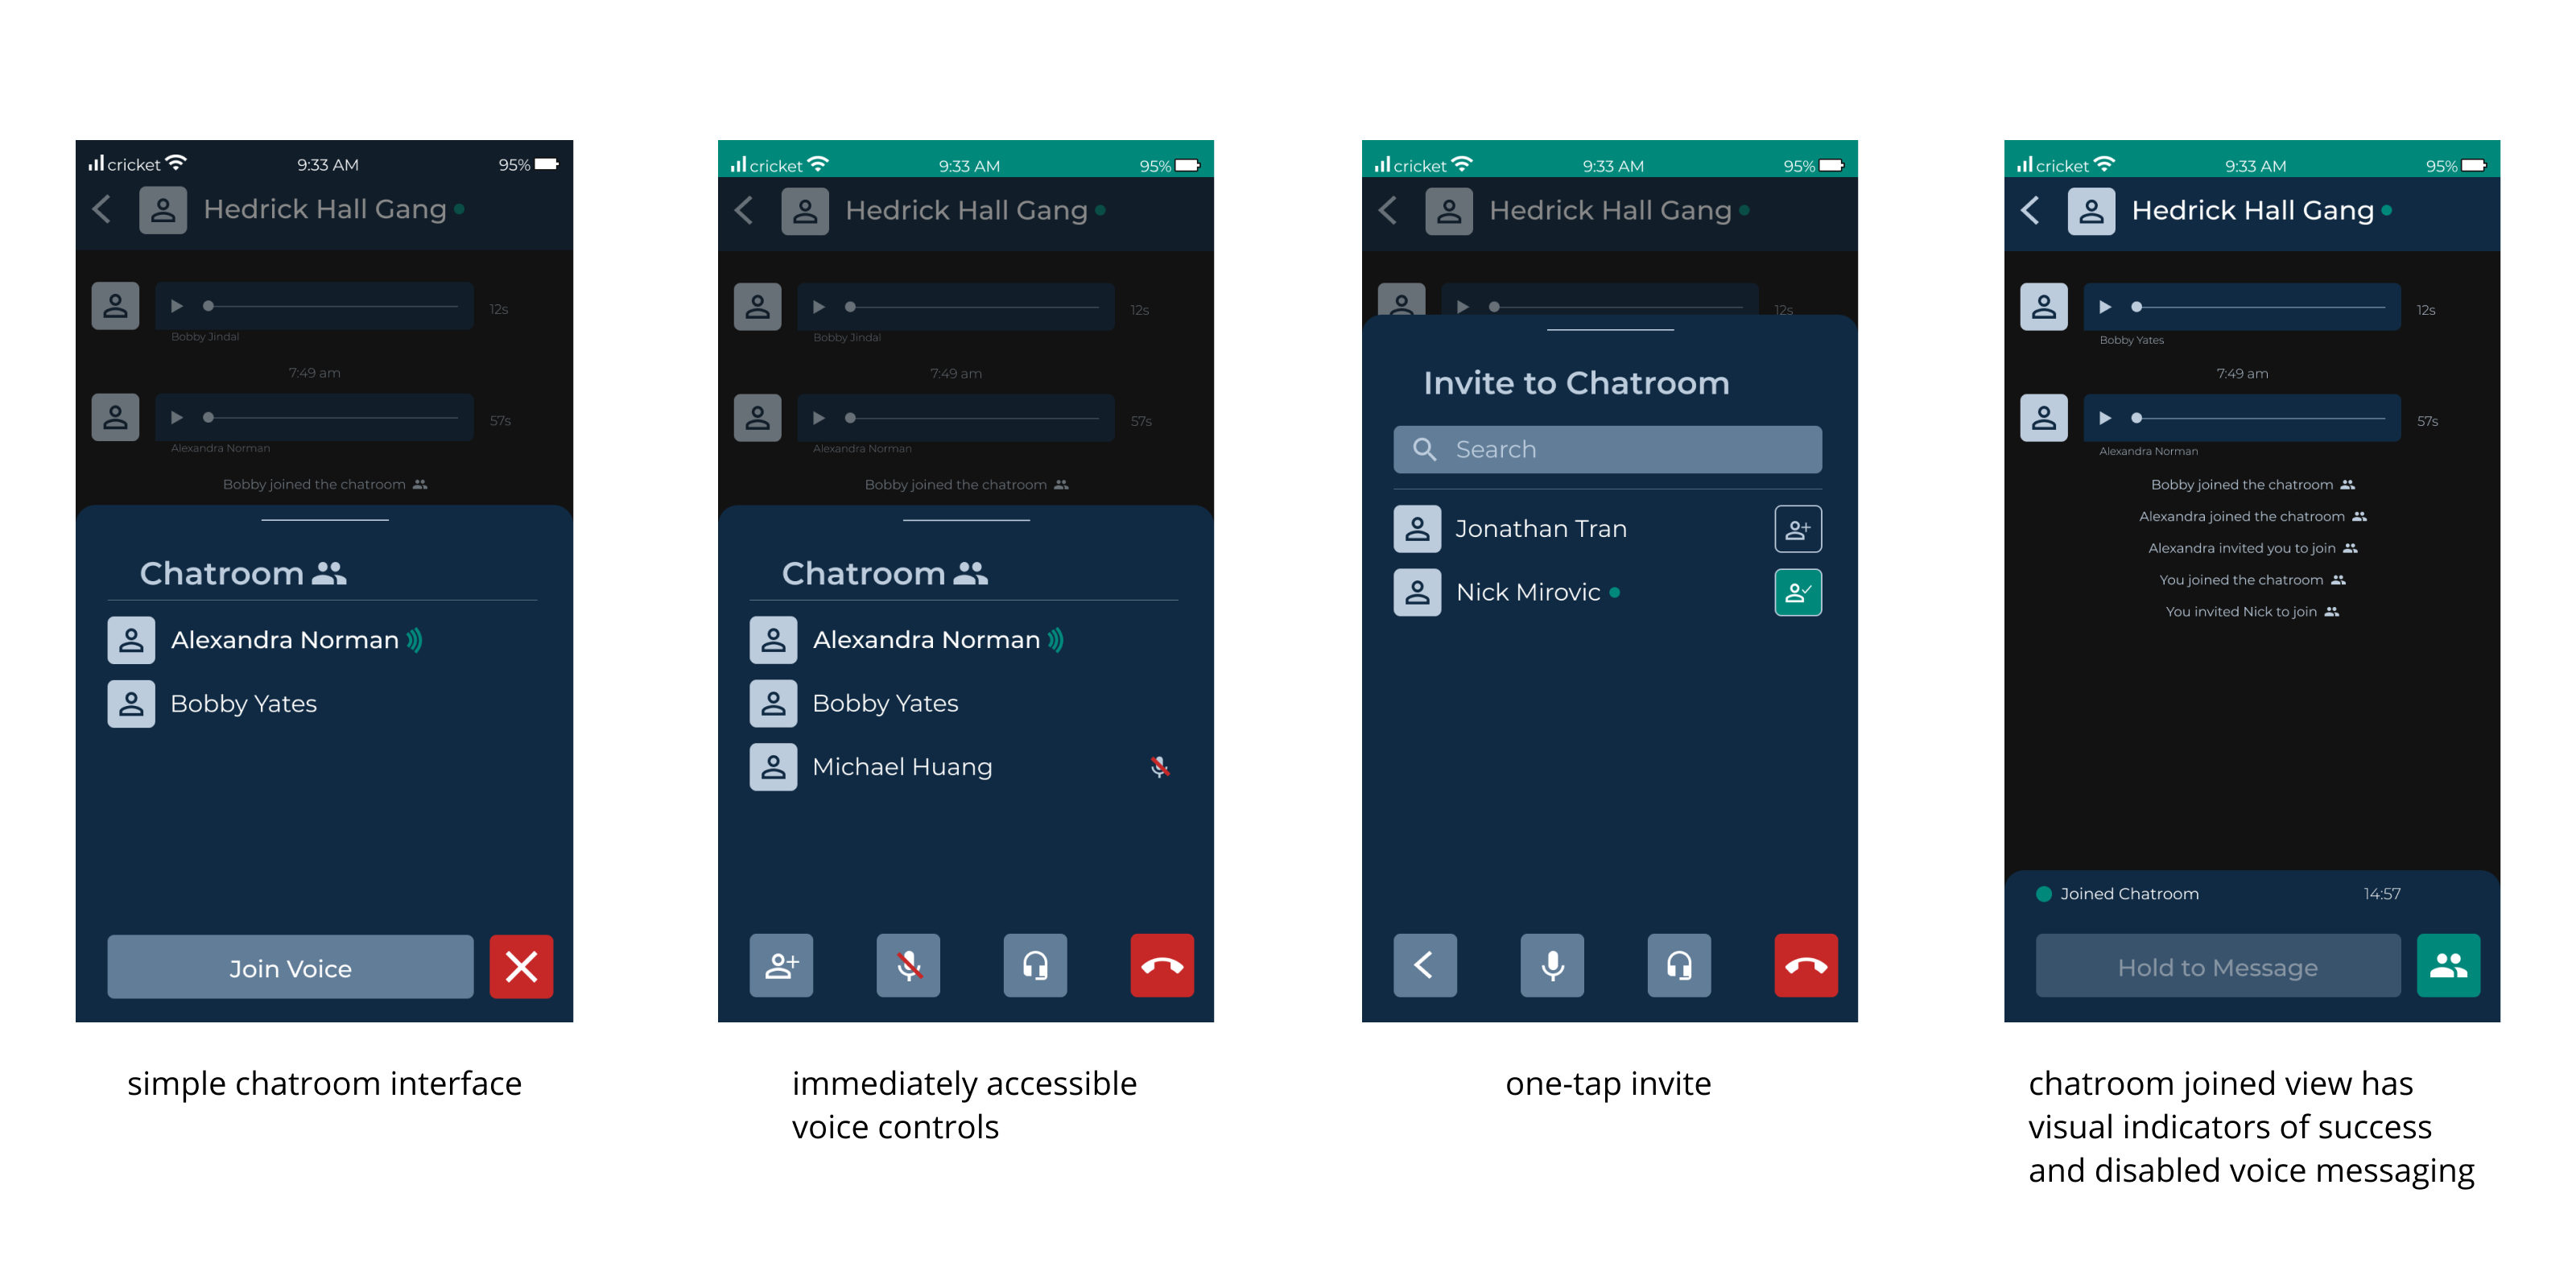 cricket 9:33 AM 95%
Hedrick Hall Gang
12s
Bobby Jindal
7:49 am
57s
Alexandra Norman
Bobby joined the chatroom
Chatroom
Alexandra Norman
Bobby Yates
Join Voice
simple chatroom interface
cricket 9:33 AM 95%
Hedrick Hall Gang
12s
Bobby Jindal
7:49 am
57s
Alexandra Norman
Bobby joined the chatroom
Chatroom
Alexandra Norman
Bobby Yates
Michael Huang
immediately accessible
voice controls
cricket 9:33 AM 95%
Hedrick Hall Gang
12s
Invite to Chatroom
Search
Jonathan Tran
Nick Mirovic
one-tap invite
cricket 9:33 AM 95%
Hedrick Hall Gang
12s
Bobby Yates
7:49 am
57s
Alexandra Norman
Bobby joined the chatroom
Alexandra joined the chatroom
Alexandra invited you to join
You joined the chatroom
You invited Nick to join
Joined Chatroom 14:57
Hold to Message
chatroom joined view has
visual indicators of success
and disabled voice messaging